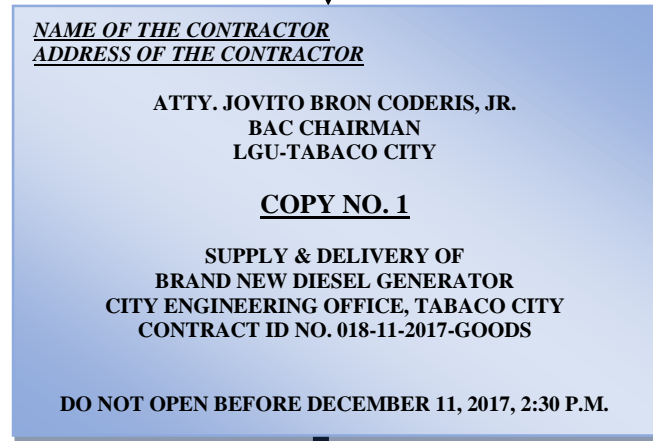 NAME OF THE CONTRACTOR
ADDRESS OF THE CONTRACTOR
ATTY. JOVITO BRON CODERIS, JR.
BAC CHAIRMAN
LGU-TABACO CITY
COPY NO. 1
SUPPLY & DELIVERY OF
BRAND NEW DIESEL GENERATOR
CITY ENGINEERING OFFICE, TABACO CITY
CONTRACT ID NO. 018-11-2017-GOODS
DO NOT OPEN BEFORE DECEMBER 11, 2017, 2:30 P.M.